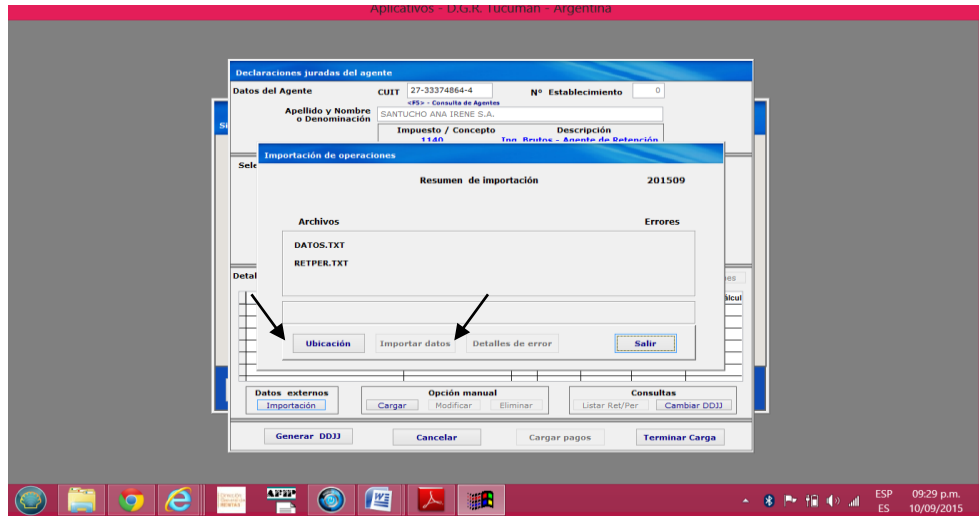 Aplicativos - D.G.R. Tucumán - Argentina
Declaraciones juradas del agente
Datos del Agente CUIT 27-33374864-4 Nº Establecimiento 0
<F5> - Consulta de Agentes
Apellido y Nombre o Denominación SANTUCHO ANA IRENE S.A.
Impuesto / Concepto Descripción
1140 Ing. Brutos - Agente de Retención
Importación de operaciones
Resumen de importación 201509
Archivos Errores
DATOS.TXT
RETPER.TXT
Ubicación Importar datos Detalles de error Salir
Datos externos Opción manual Consultas
Importación Cargar Modificar Eliminar Listar Ret/Per Cambiar DDJJ
Generar DDJJ Cancelar Cargar pagos Terminar Carga
AFIP W ESP 09:29 p.m.
ES 10/09/2015